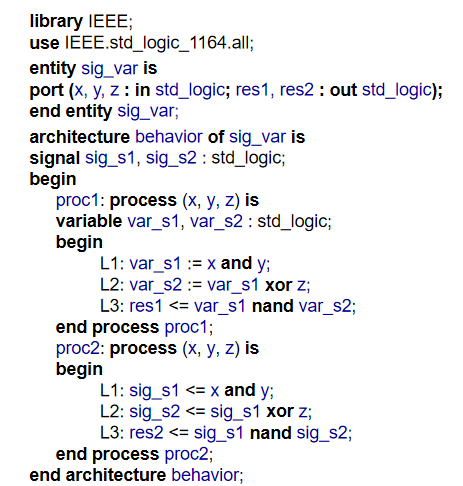 library IEEE;
use IEEE.std_logic_1164.all;
entity sig_var is
port (x, y, z : in std_logic; res1, res2 : out std_logic);
end entity sig_var;
architecture behavior of sig_var is
signal sig_s1, sig_s2 : std_logic;
begin
proc1: process (x, y, z) is
variable var_s1, var_s2 : std_logic;
begin
L1: var_s1 := x and y;
L2: var_s2 := var_s1 xor z;
L3: res1 <= var_s1 nand var_s2;
end process proc1;
proc2: process (x, y, z) is
begin
L1: sig_s1 <= x and y;
L2: sig_s2 <= sig_s1 xor z;
L3: res2 <= sig_s1 nand sig_s2;
end process proc2;
end architecture behavior;